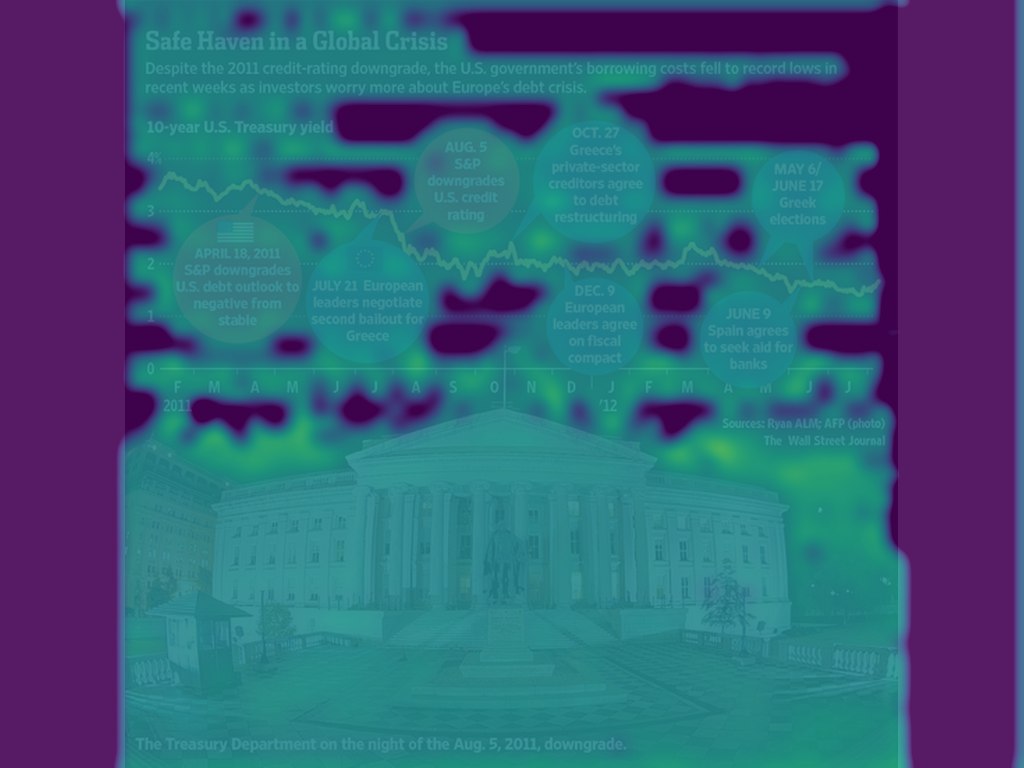 Safe Haven in a Global Crisis
Despite the 2011 credit-rating downgrade, the U.S. government's borrowing costs fell to record lows in
recent weeks as investors worry more about Europe's debt crisis.
10-year U.S. Treasury yield
4%
3
2
1
0
AUG. 5
S&P
downgrades
U.S. credit
rating
OCT. 27
Greece's
private-sector
creditors agree
to debt
restructuring
MAY 6/
JUNE 17
Greek
elections
APRIL 18, 2011
S&P downgrades
U.S. debt outlook to
negative from
stable
JULY 21 European
leaders negotiate
second bailout for
Greece
DEC. 9
European
leaders agree
on fiscal
compact
JUNE 9
Spain agrees
to seek aid for
banks
F M A M J J A S O N D J F M A M J J
2011 '12
Sources: Ryan ALM; AFP (photo)
The Wall Street Journal
The Treasury Department on the night of the Aug. 5, 2011, downgrade.